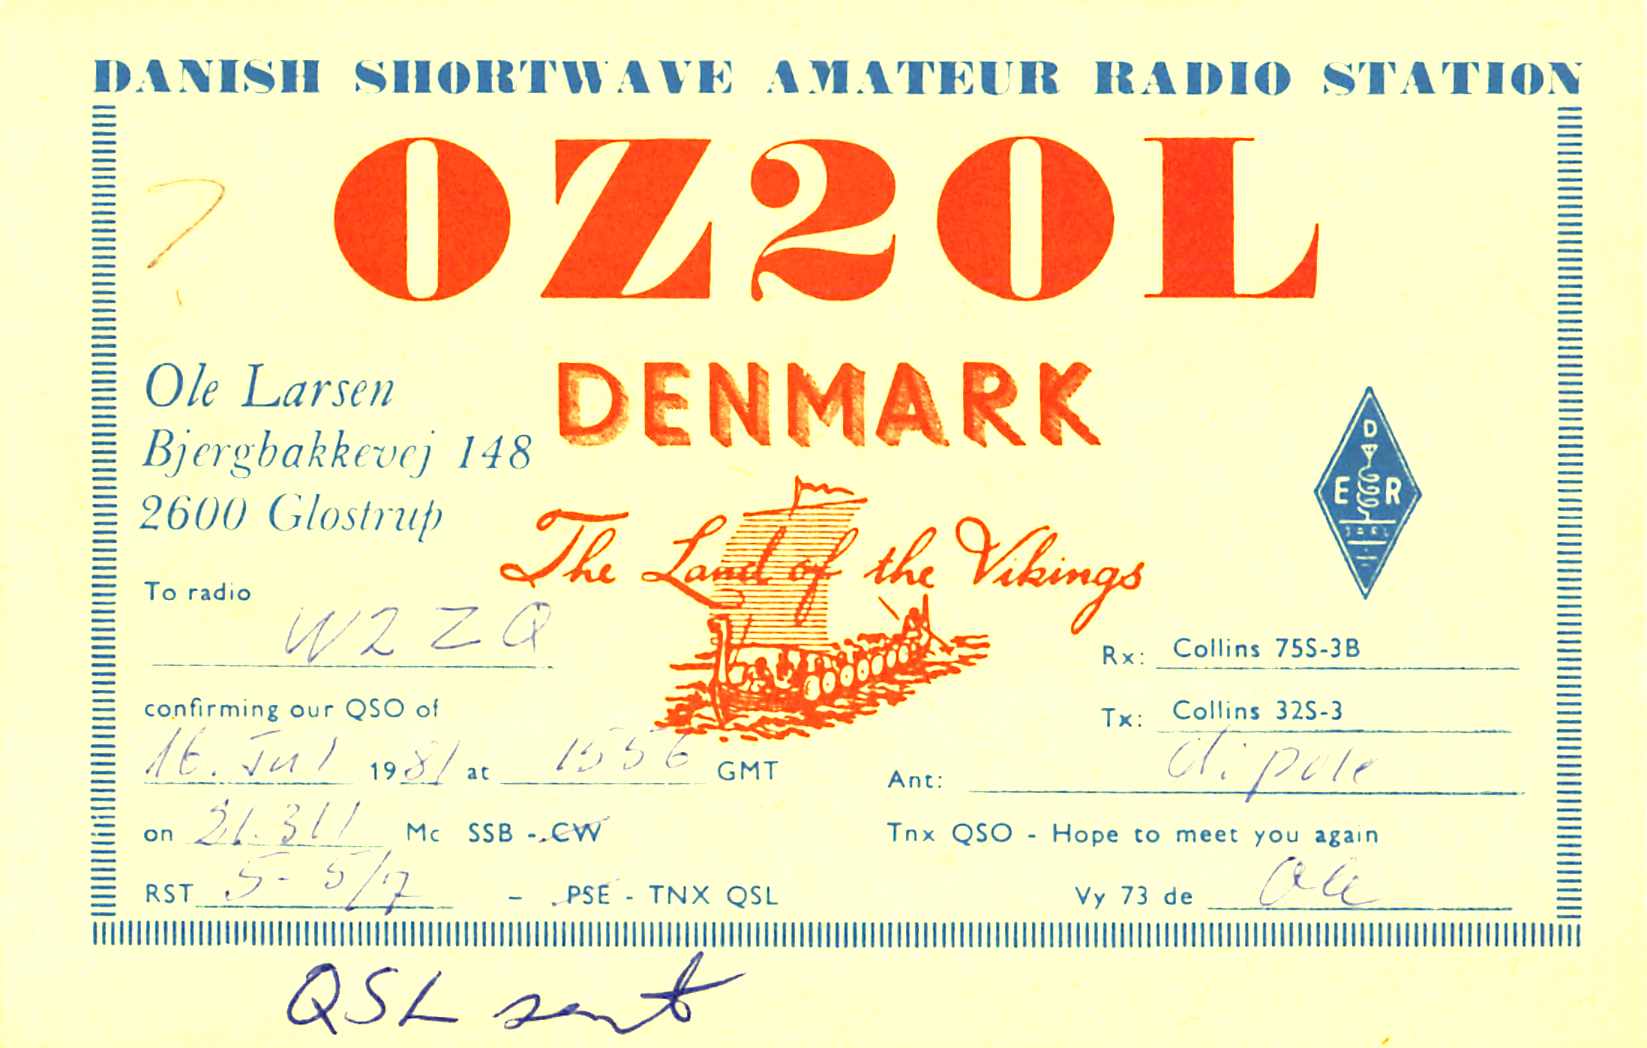 DANISH SHORTWAVE AMATEUR RADIO STATION
OZ2OL
?
DENMARK
Ole Larsen
Bjergbakkevej 148
2600 Glostrup
The Land of the Vikings
D
E R
To radio W2ZQ
confirming our QSO of
16. Jul 1981 at 1556 GMT
on 21.311 Mc SSB - CW
RST 5-5/7 - PSE - TNX QSL
Rx: Collins 75S-3B
Tx: Collins 32S-3
Ant: dipole
Tnx QSO - Hope to meet you again
Vy 73 de Ole
QSL sent